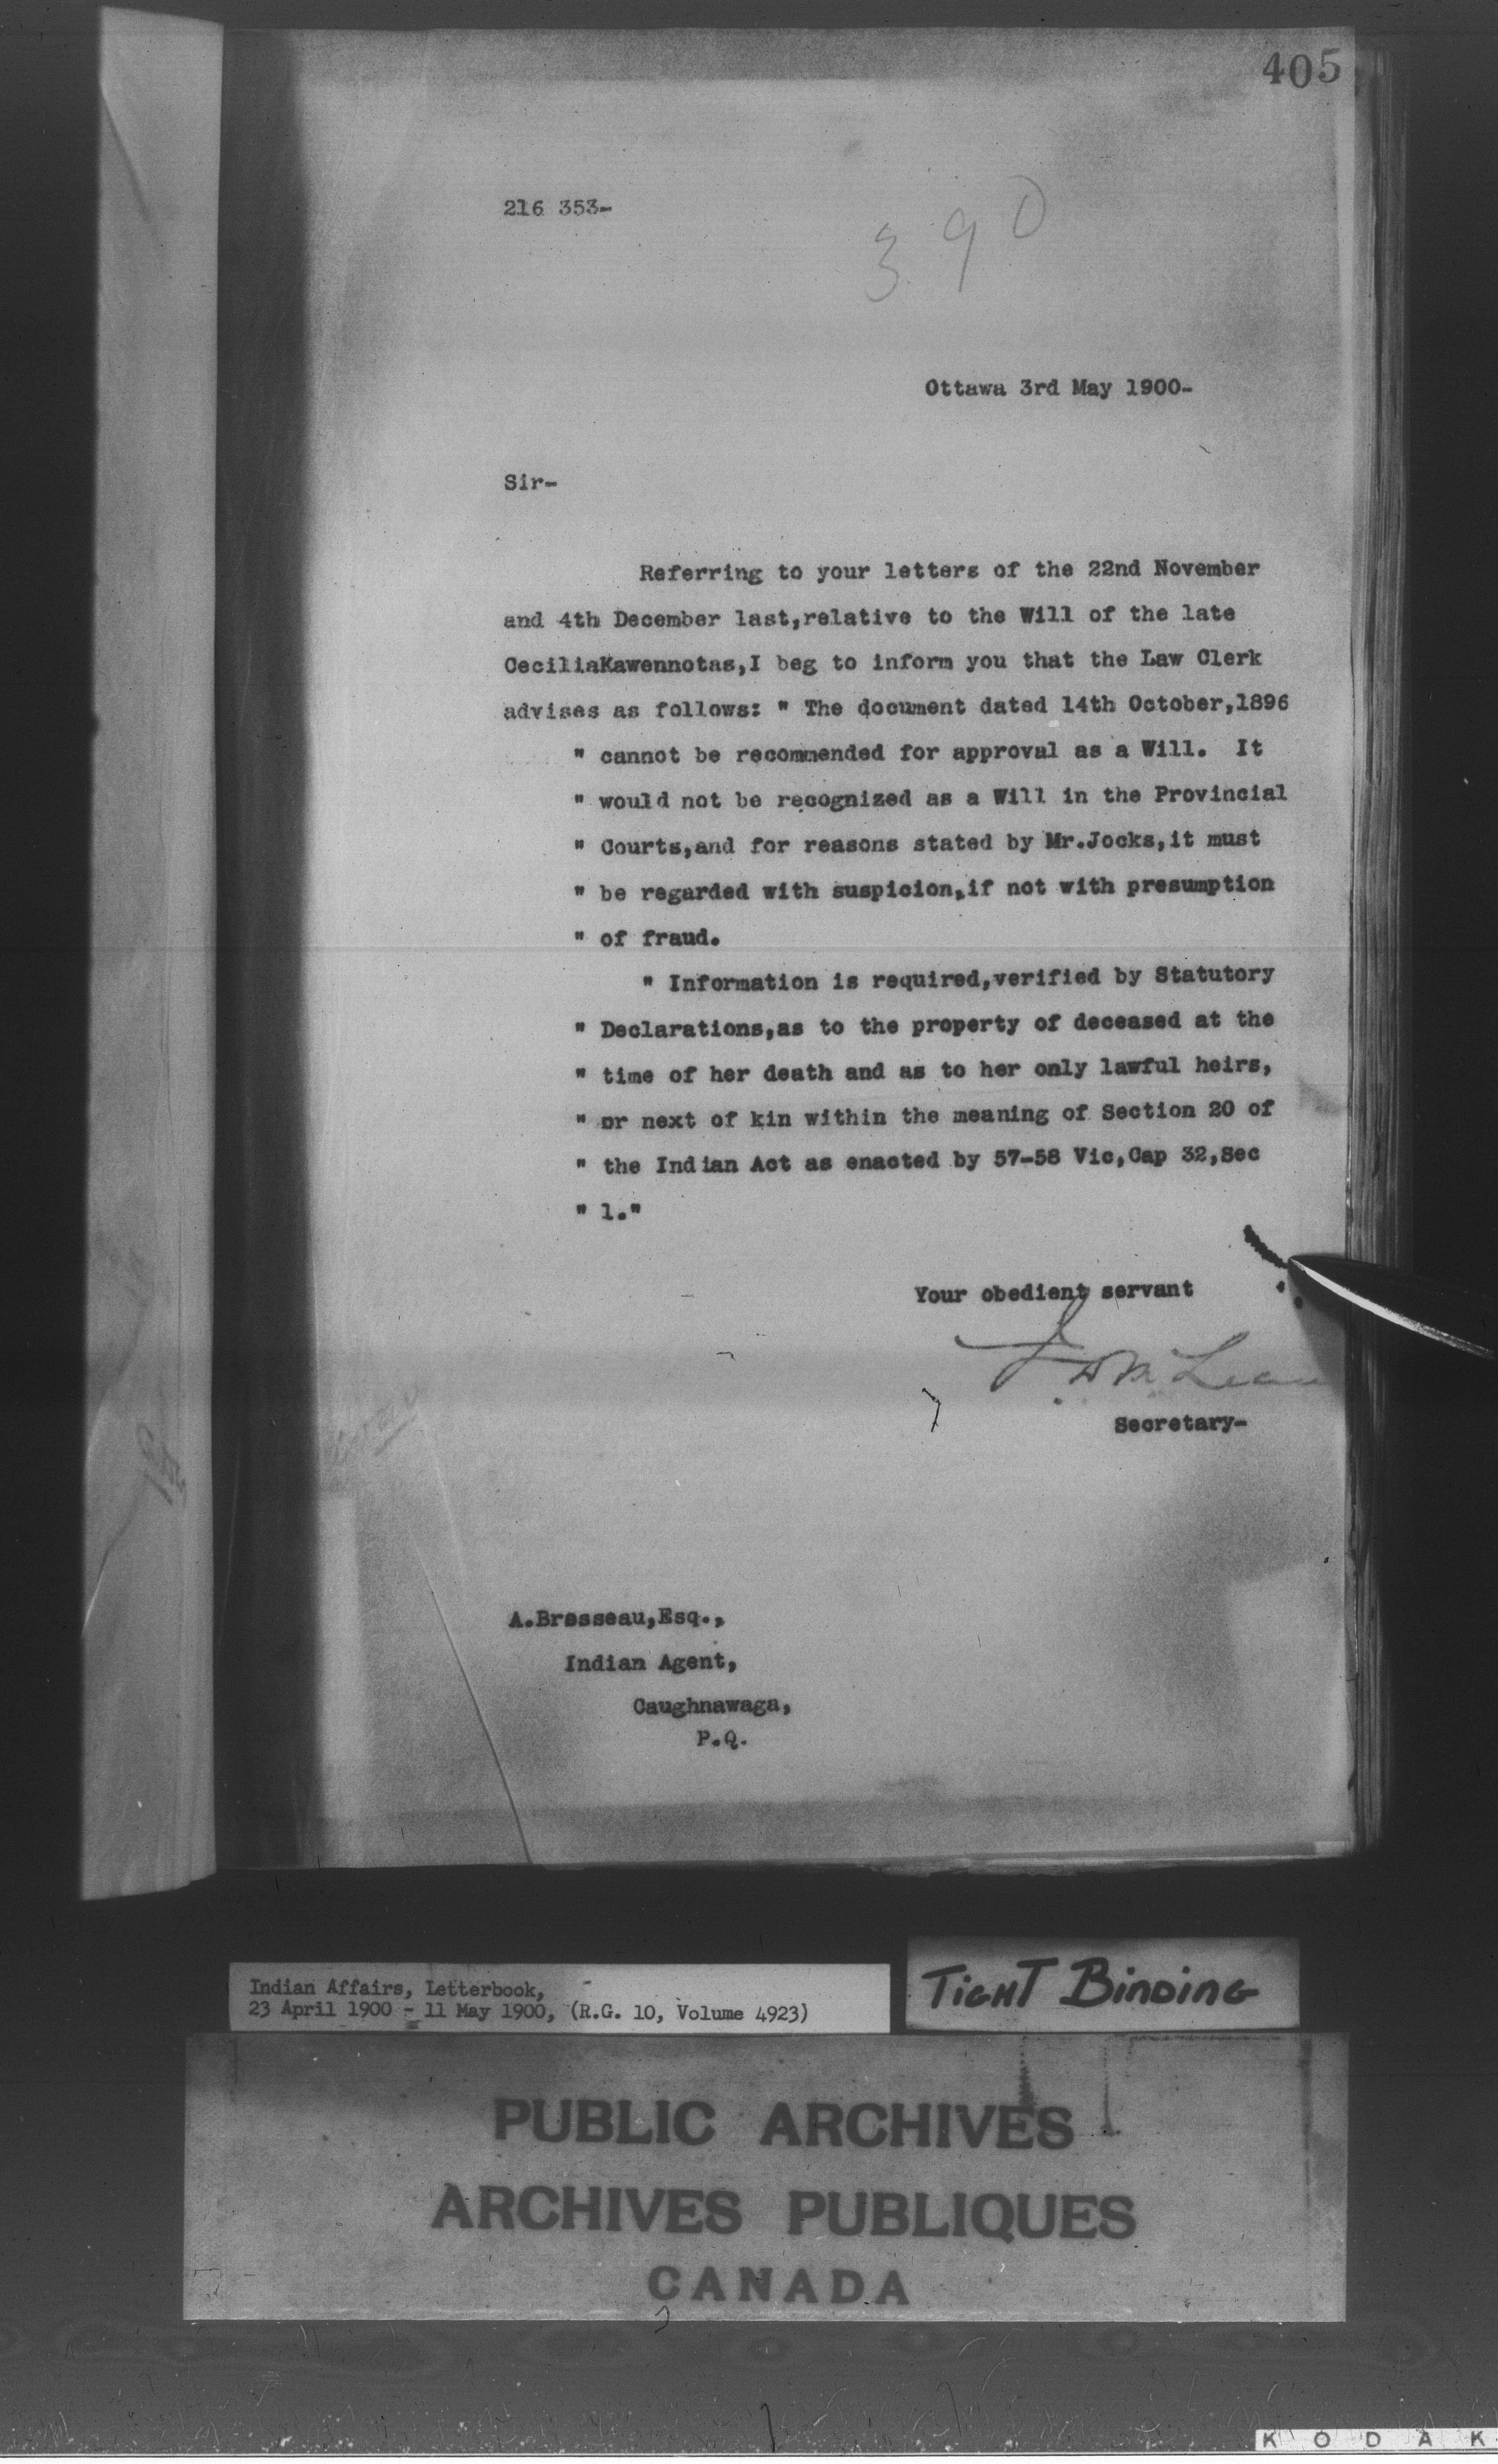 405
216 353-
390
Ottawa 3rd May 1900-
Sir-
Referring to your letters of the 22nd November
and 4th December last,relative to the Will of the late
CeciliaKawennotas,I beg to inform you that the Law Clerk
advises as follows: " The document dated 14th October,1896
" cannot be recommended for approval as a Will. It
" would not be recognized as a Will in the Provincial
" Courts,and for reasons stated by Mr.Jocks,it must
" be regarded with suspicion,if not with presumption
" of fraud.
" Information is required,verified by Statutory
" Declarations,as to the property of deceased at the
" time of her death and as to her only lawful heirs,
" or next of kin within the meaning of Section 20 of
" the Indian Act as enacted by 57-58 Vic,Cap 32,Sec
" 1."
Your obedient servant
J.D McLean
Secretary-
A.Brosseau,Esq.,
Indian Agent,
Caughnawaga,
P.Q.
Indian Affairs, Letterbook,
23 April 1900 - 11 May 1900, (R.G. 10, Volume 4923)
TIGHT BINDING
PUBLIC ARCHIVES
ARCHIVES PUBLIQUES
CANADA
KODAK